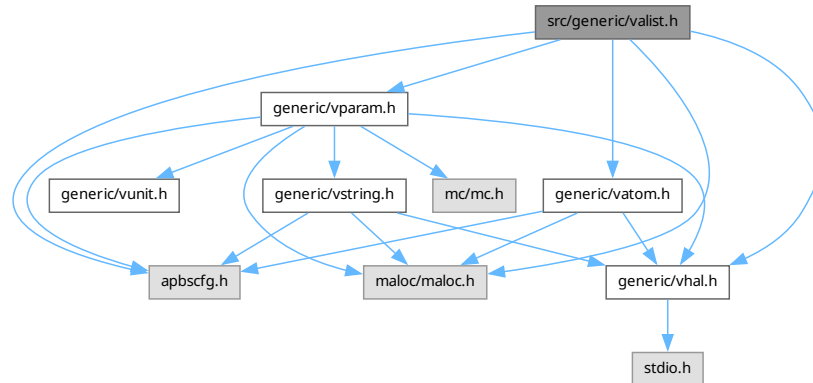 src/generic/valist.h
generic/vparam.h
generic/vunit.h
generic/vstring.h
mc/mc.h
generic/vatom.h
apbscfg.h
maloc/maloc.h
generic/vhal.h
stdio.h